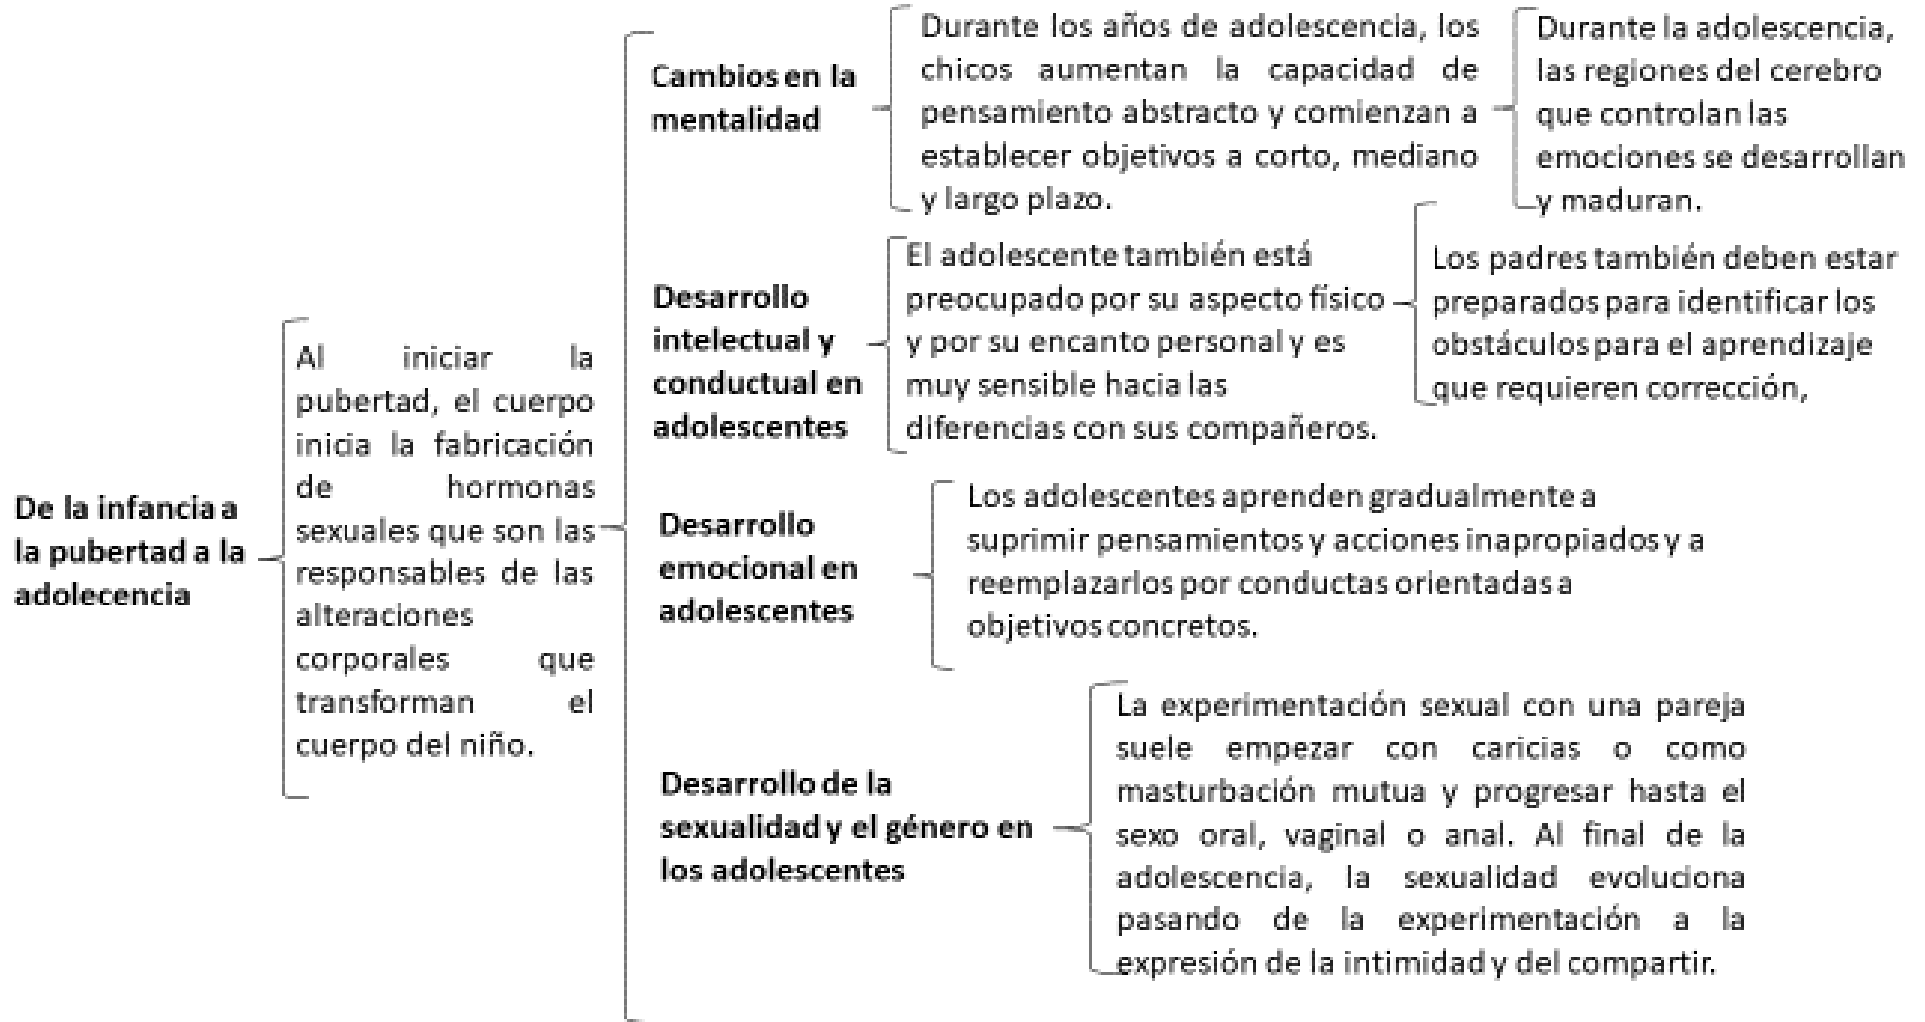 De la infancia a
la pubertad a la
adolecencia
Al iniciar la
pubertad, el cuerpo
inicia la fabricación
de hormonas
sexuales que son las
responsables de las
alteraciones
corporales que
transforman el
cuerpo del niño.
Cambios en la
mentalidad
Durante los años de adolescencia, los
chicos aumentan la capacidad de
pensamiento abstracto y comienzan a
establecer objetivos a corto, mediano
y largo plazo.
Durante la adolescencia,
las regiones del cerebro
que controlan las
emociones se desarrollan
y maduran.
Desarrollo
intelectual y
conductual en
adolescentes
El adolescente también está
preocupado por su aspecto físico
y por su encanto personal y es
muy sensible hacia las
diferencias con sus compañeros.
Los padres también deben estar
preparados para identificar los
obstáculos para el aprendizaje
que requieren corrección,
Desarrollo
emocional en
adolescentes
Los adolescentes aprenden gradualmente a
suprimir pensamientos y acciones inapropiados y a
reemplazarlos por conductas orientadas a
objetivos concretos.
Desarrollo de la
sexualidad y el género en
los adolescentes
La experimentación sexual con una pareja
suele empezar con caricias o como
masturbación mutua y progresar hasta el
sexo oral, vaginal o anal. Al final de la
adolescencia, la sexualidad evoluciona
pasando de la experimentación a la
expresión de la intimidad y del compartir.